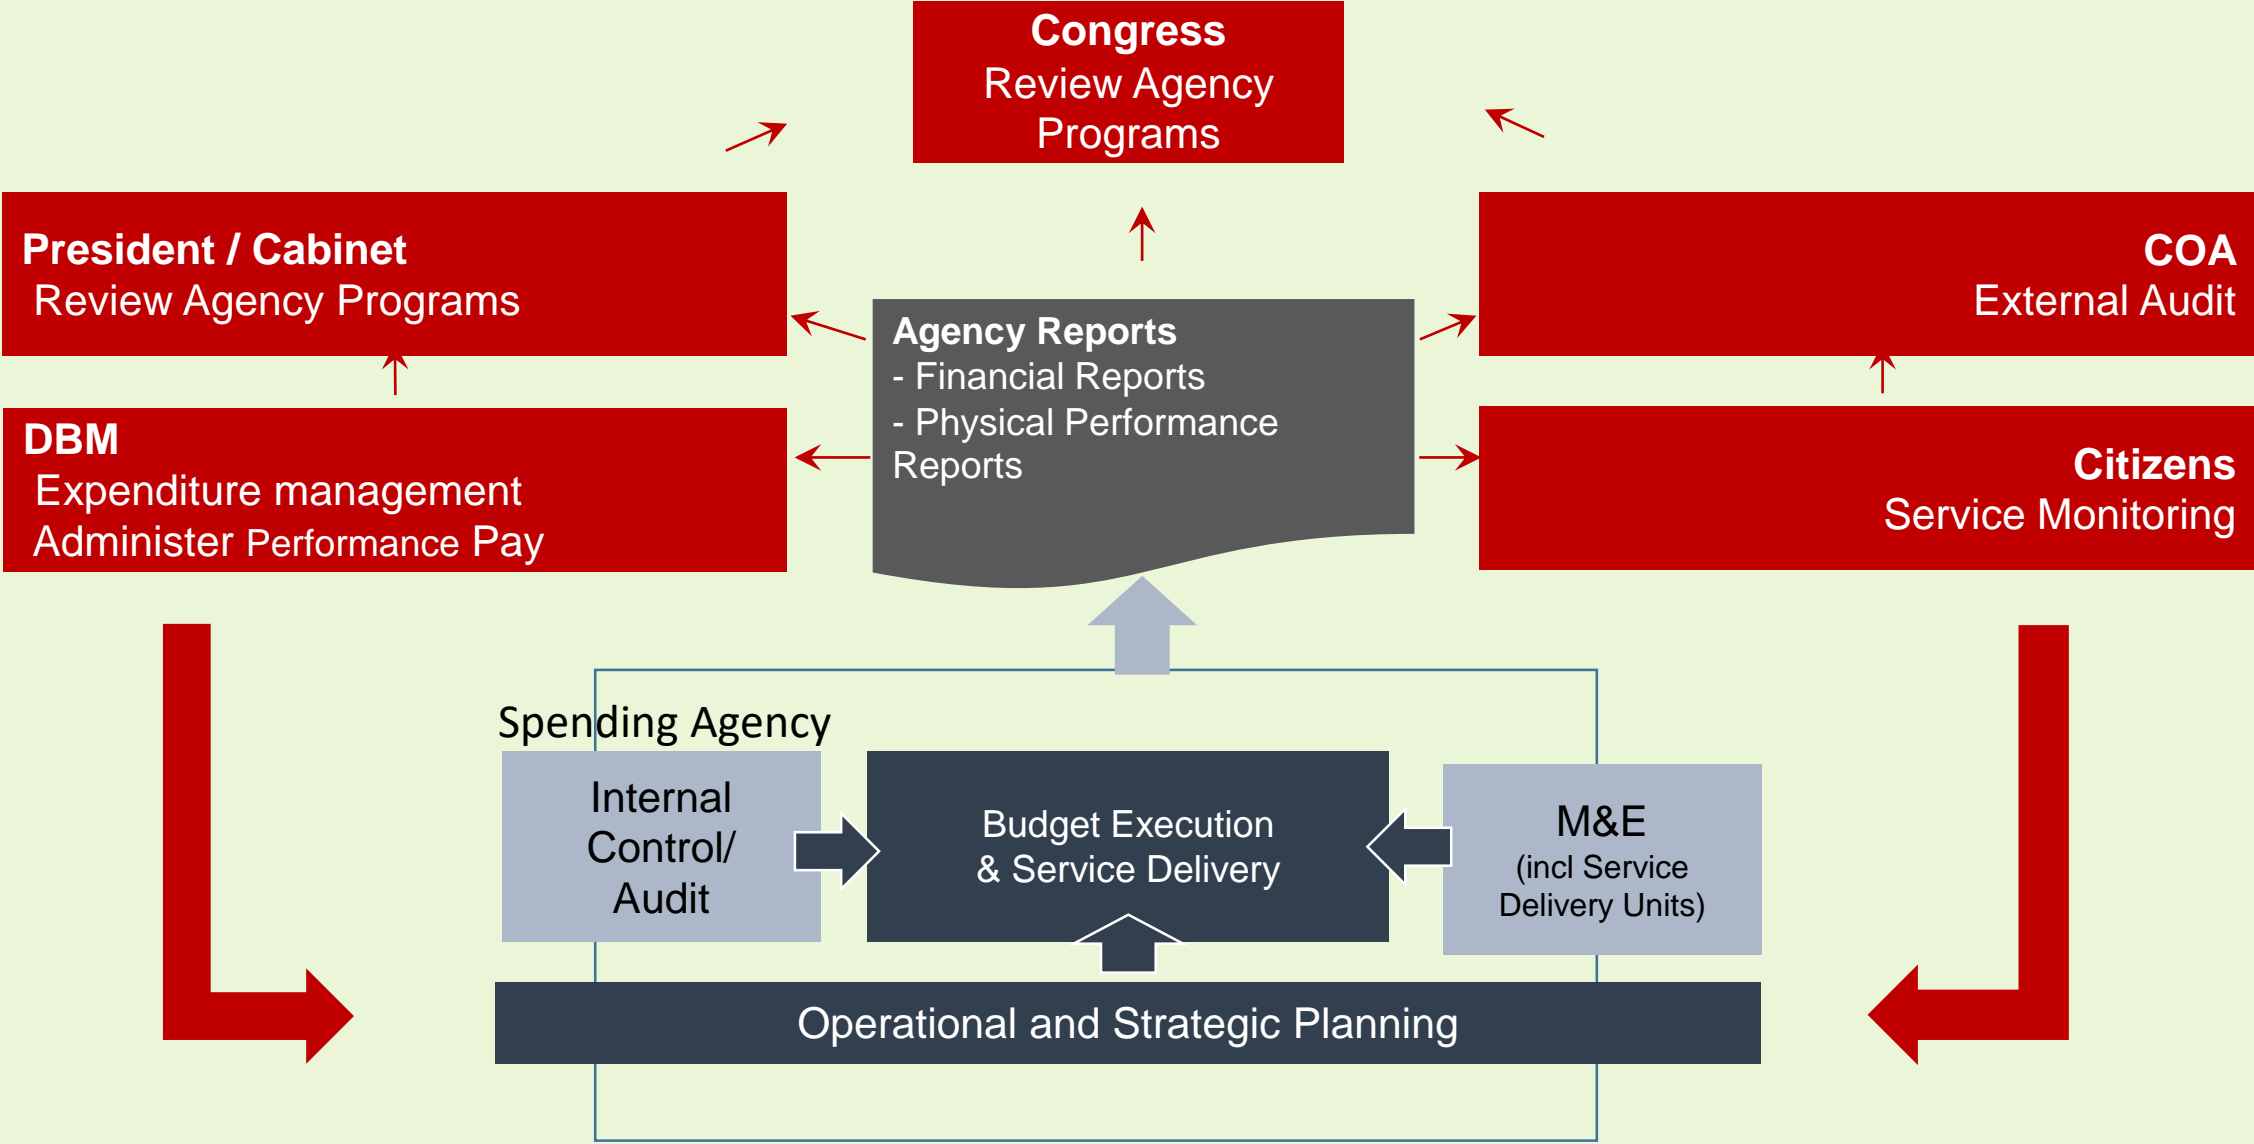 Congress
Review Agency
Programs
President / Cabinet
Review Agency Programs
COA
External Audit
Agency Reports
- Financial Reports
- Physical Performance
Reports
DBM
Expenditure management
Administer Performance Pay
Citizens
Service Monitoring
Spending Agency
Internal
Control/
Audit
Budget Execution
& Service Delivery
M&E
(incl Service
Delivery Units)
Operational and Strategic Planning